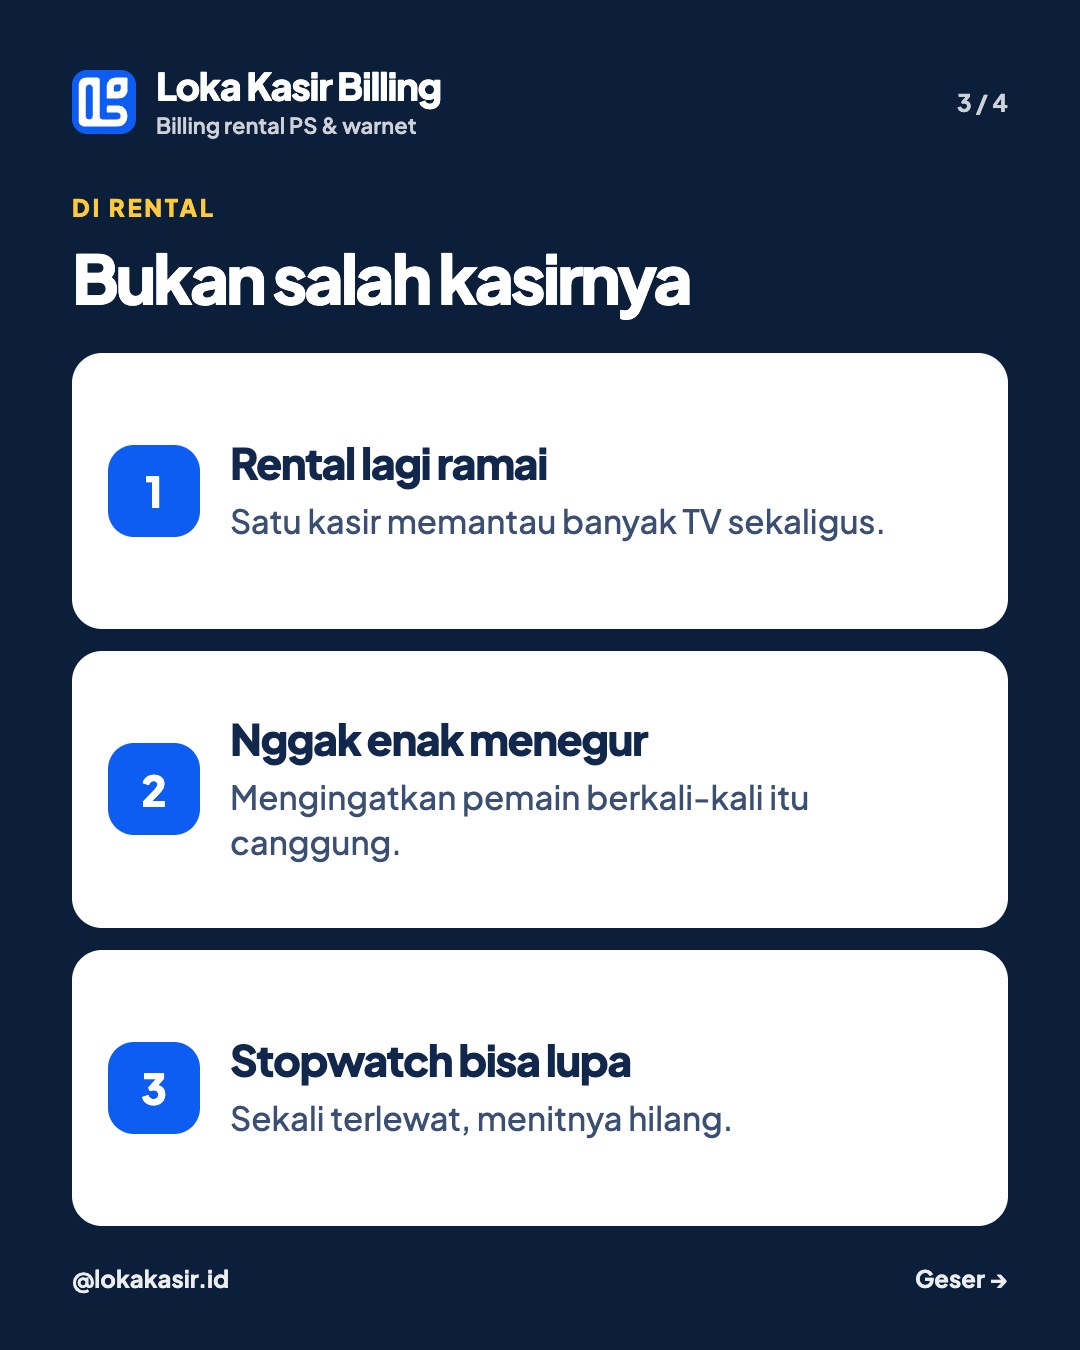 Loka Kasir Billing
Billing rental PS & warnet
3 / 4
DI RENTAL
Bukan salah kasirnya
1
Rental lagi ramai
Satu kasir memantau banyak TV sekaligus.
2
Nggak enak menegur
Mengingatkan pemain berkali-kali itu
canggung.
3
Stopwatch bisa lupa
Sekali terlewat, menitnya hilang.
@lokakasir.id
Geser →